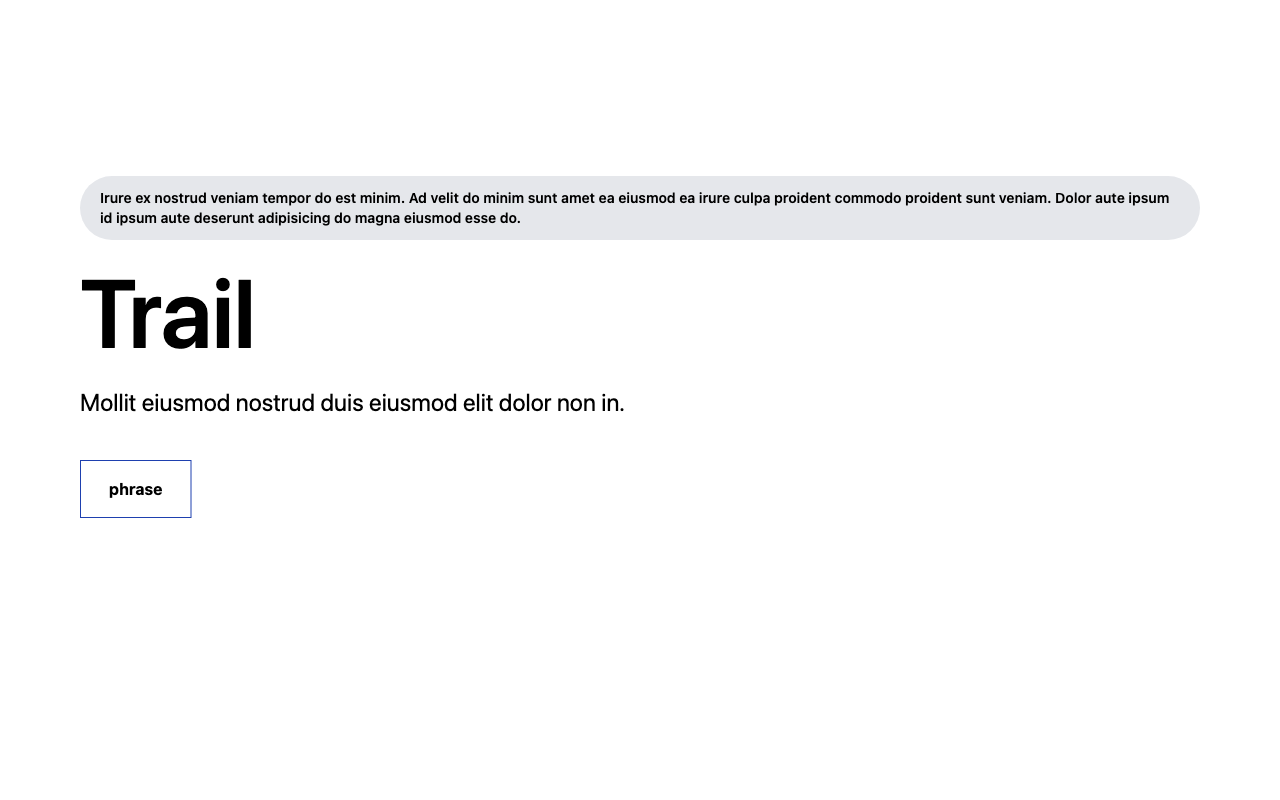 Irure ex nostrud veniam tempor do est minim. Ad velit do minim sunt amet ea eiusmod ea irure culpa proident commodo proident sunt veniam. Dolor aute ipsum
id ipsum aute deserunt adipisicing do magna eiusmod esse do.
Trail
Mollit eiusmod nostrud duis eiusmod elit dolor non in.
phrase